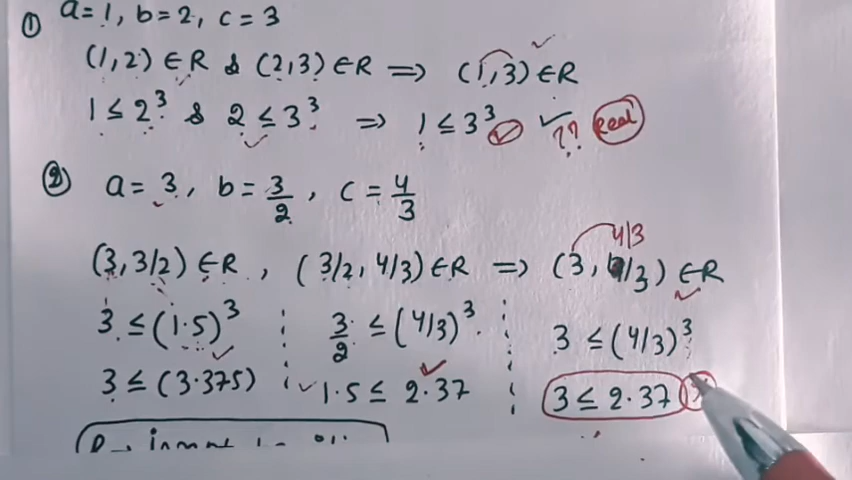 ① a=1, b=2, c=3
(1,2) ∈R & (2,3) ∈R ⟹ (1,3) ∈R
1 ≤ 2³ & 2 ≤ 3³ ⟹ 1 ≤ 3³ ✓ ✓ ?? Real
② a= 3, b= 3/2, c= 4/3
4/3
(3, 3/2) ∈R, (3/2, 4/3) ∈R ⟹ (3, 4/3) ∈R
3 ≤ (1.5)³ 3/2 ≤ (4/3)³ 3 ≤ (4/3)³
3 ≤ (3.375) ✓ 1.5 ≤ 2.37 3 ≤ 2.37